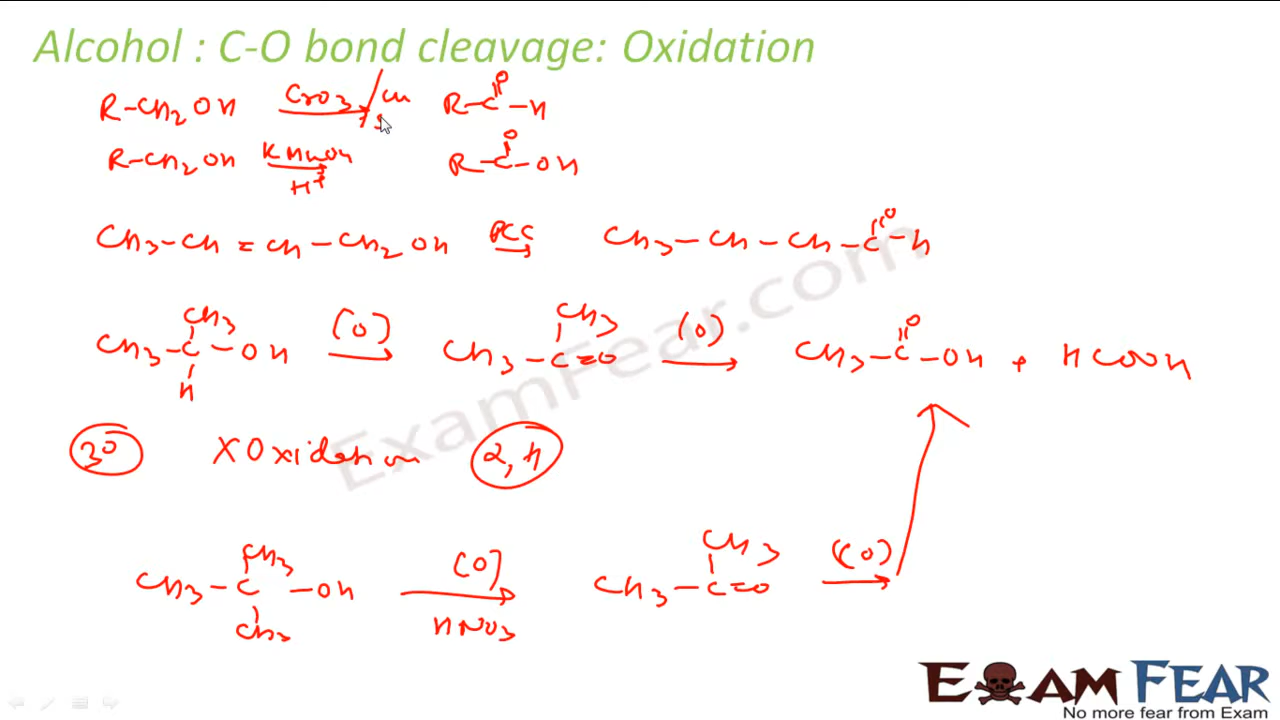 Alcohol : C-O bond cleavage: Oxidation
R-CH2OH CrO3 R-C-H
O
R-CH2OH R-C-OH
H+ O
CH3-CH=CH-CH2OH PCC CH3-CH-CH-C-H
O
CH3 CH3
CH3-C-OH [O] CH3-C=O (O) CH3-C-OH + HCOOH
H O
3° X Oxidation 2, H
CH3 CH3
CH3-C-OH [O] CH3-C=O (O)
CH3 HNO3
ExamFear.com
EXAM FEAR
No more fear from Exam